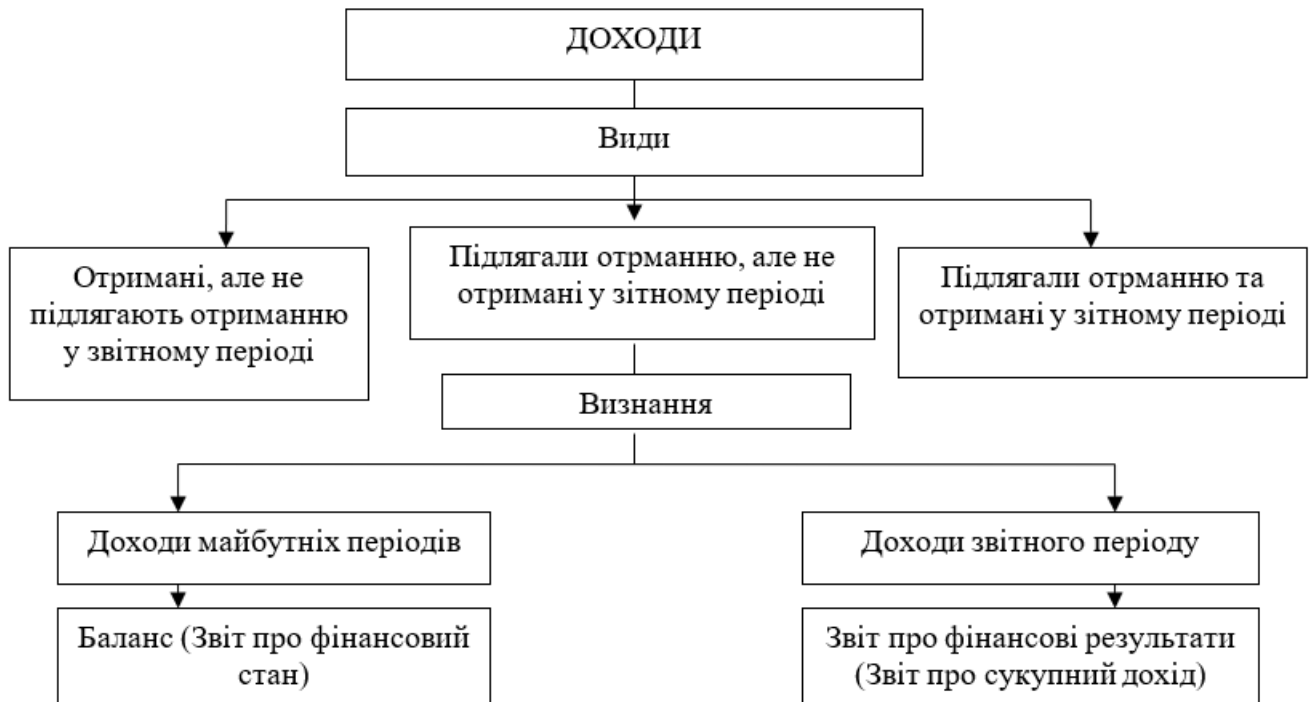 ДОХОДИ
Види
Отримані, але не
підлягають отриманню
у звітному періоді
Підлягали отрманню, але не
отримані у зітному періоді
Підлягали отрманню та
отримані у зітному періоді
Визнання
Доходи майбутніх періодів
Доходи звітного періоду
Баланс (Звіт про фінансовий
стан)
Звіт про фінансові результати
(Звіт про сукупний дохід)